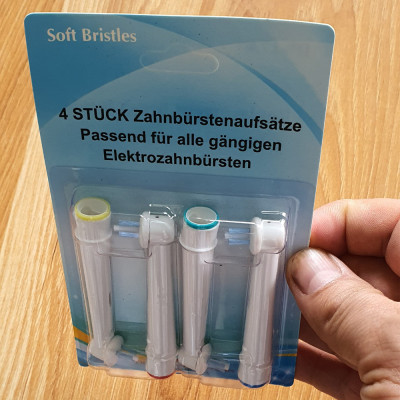 Soft Bristles
4 STÜCK Zahnbürstenaufsätze
Passend für alle gängigen
Elektrozahnbürsten